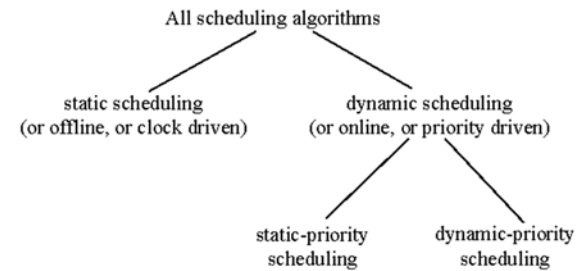 All scheduling algorithms
static scheduling
(or offline, or clock driven)
dynamic scheduling
(or online, or priority driven)
static-priority
scheduling
dynamic-priority
scheduling